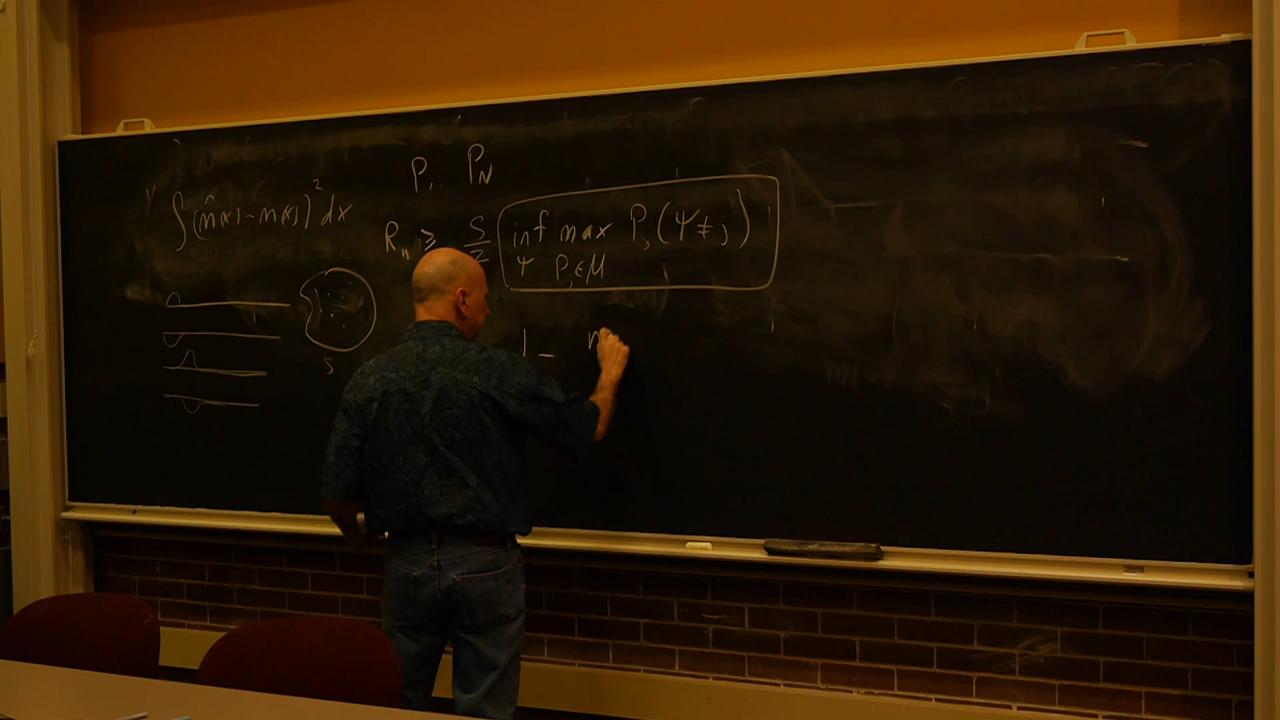 P₁ P_N
∫(m̂(x) - m(x))² dx
R_n ≥ S/2 inf max P_j(Ψ ≠ j)
Ψ P_j ∈ M
S
1 - n